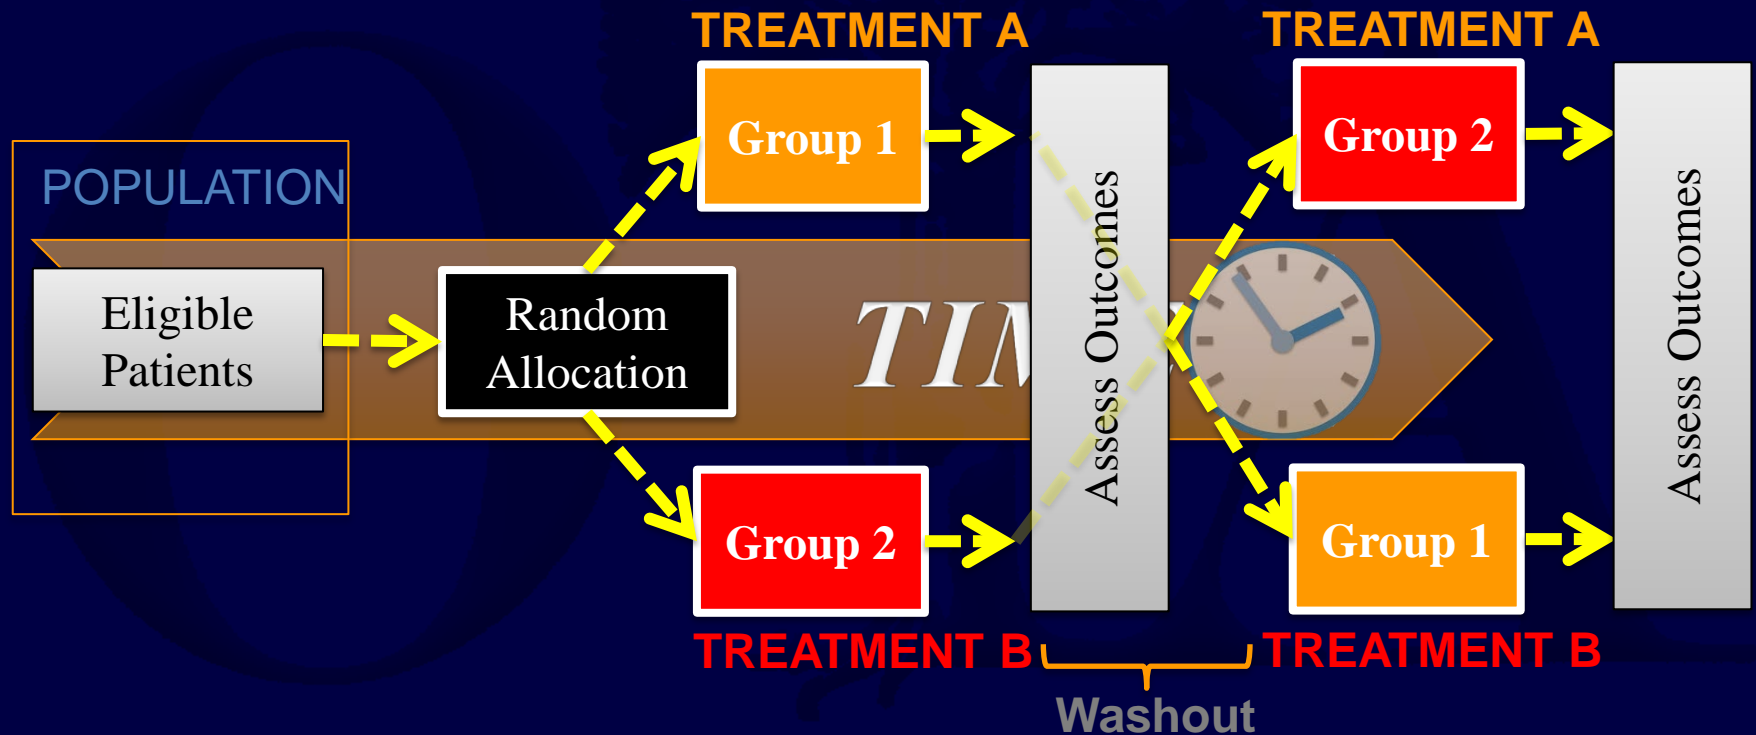 TREATMENT A
TREATMENT A
Group 1
Group 2
POPULATION
Eligible
Patients
Random
Allocation
Assess Outcomes
Assess Outcomes
Group 2
Group 1
TREATMENT B
TREATMENT B
Washout